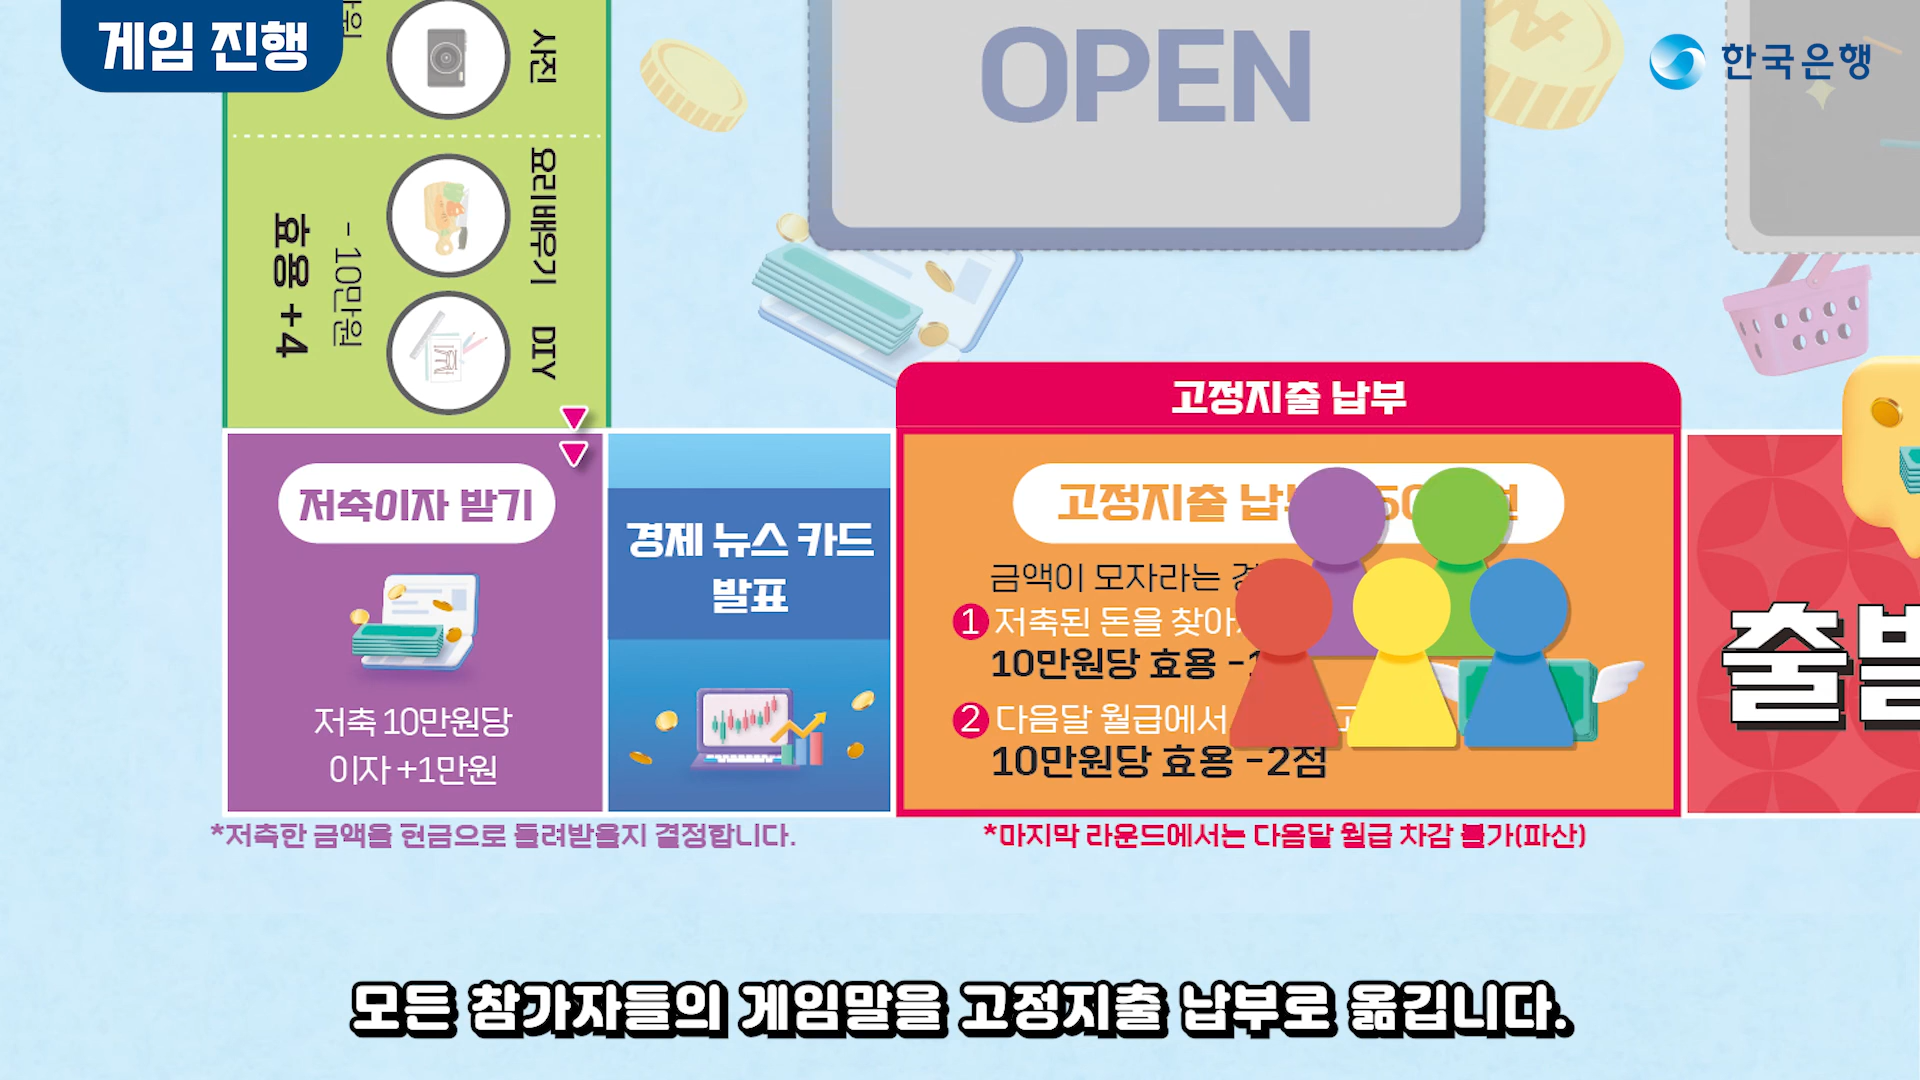 게임 진행
한국은행
OPEN
사진
요리배우기
DIY
- 10만원
효용 +4
고정지출 납부
저축이자 받기
저축 10만원당
이자 +1만원
*저축한 금액을 현금으로 돌려받을지 결정합니다.
경제 뉴스 카드
발표
고정지출
금액이 모자라는
1 저축된 돈을
10만원당 효용
2 다음달 월급에서
10만원당 효용 -2점
*마지막 라운드에서는 다음달 월급 차감 불가(파산)
모든 참가자들의 게임말을 고정지출 납부로 옮깁니다.